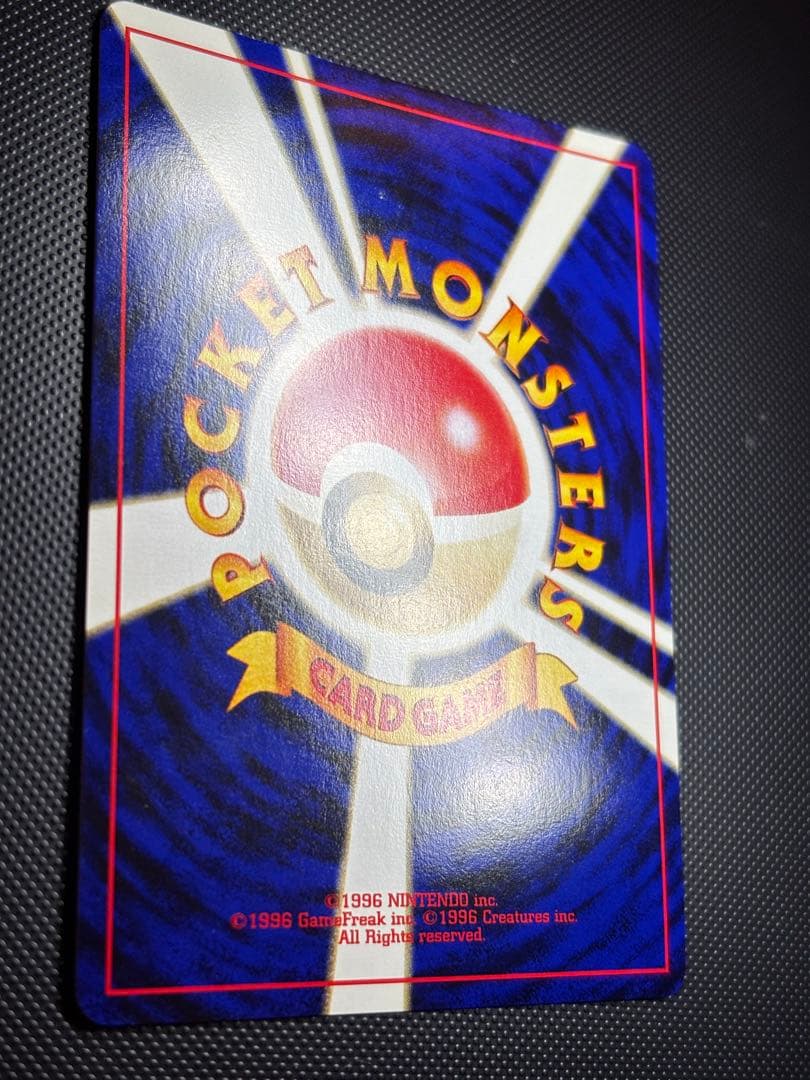 POCKET MONSTERS
CARD GAME
©1996 NINTENDO inc.
©1996 GameFreak inc. ©1996 Creatures inc.
All Rights reserved.